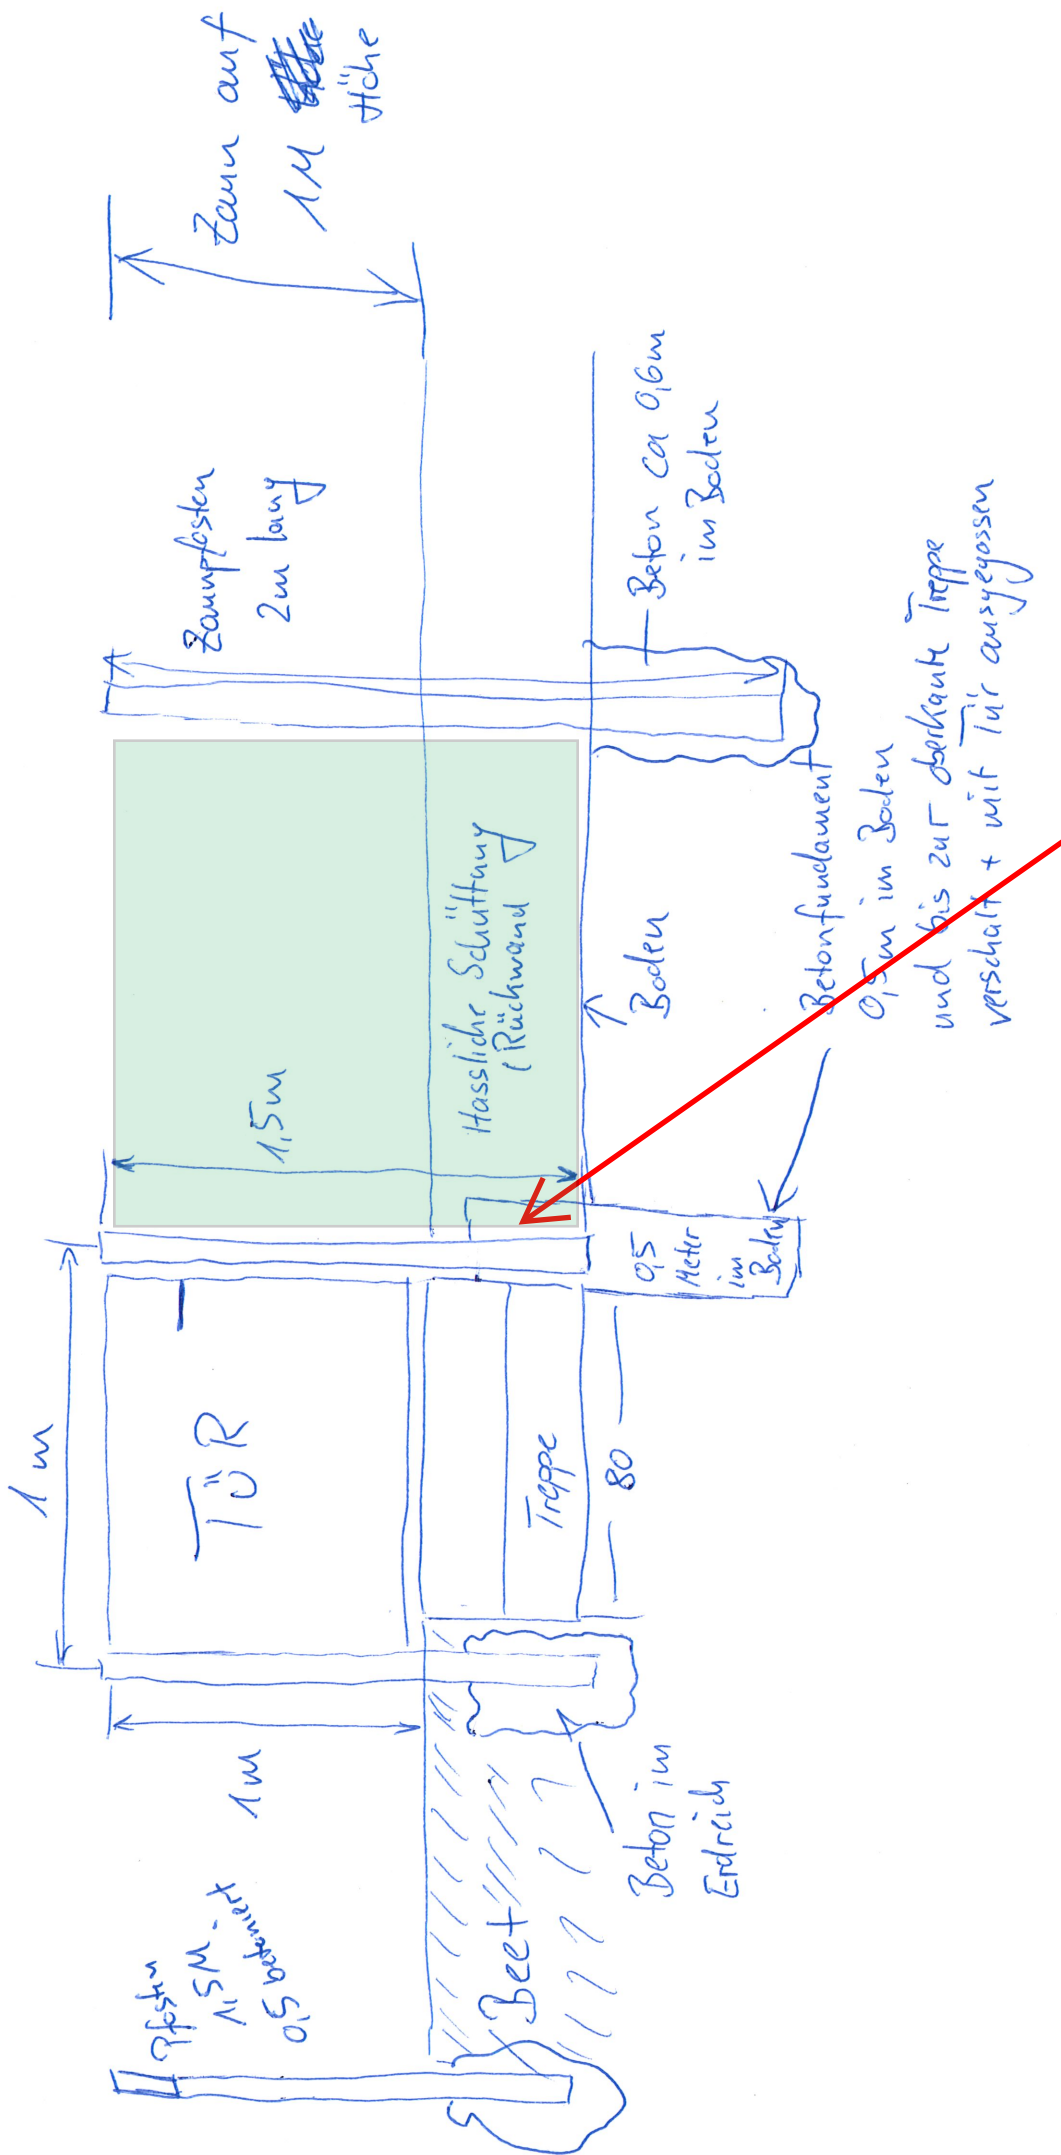 Zaun auf
1M
Höhe
Zaunpfosten
2m lang
Beton ca 0,6m
im Boden
1,5m
Hassliche Schüttung
(Rückwand
Boden
Betonfundament
0,5m im Boden
und bis zur Oberkante Treppe
verschalt + mit Tür ausgegossen
0,5
Meter
im
Boden
1 m
TÜR
Treppe
80
1m
Pfosten
1,5M -
0,5 betoniert
Beet
Beton im
Erdreich